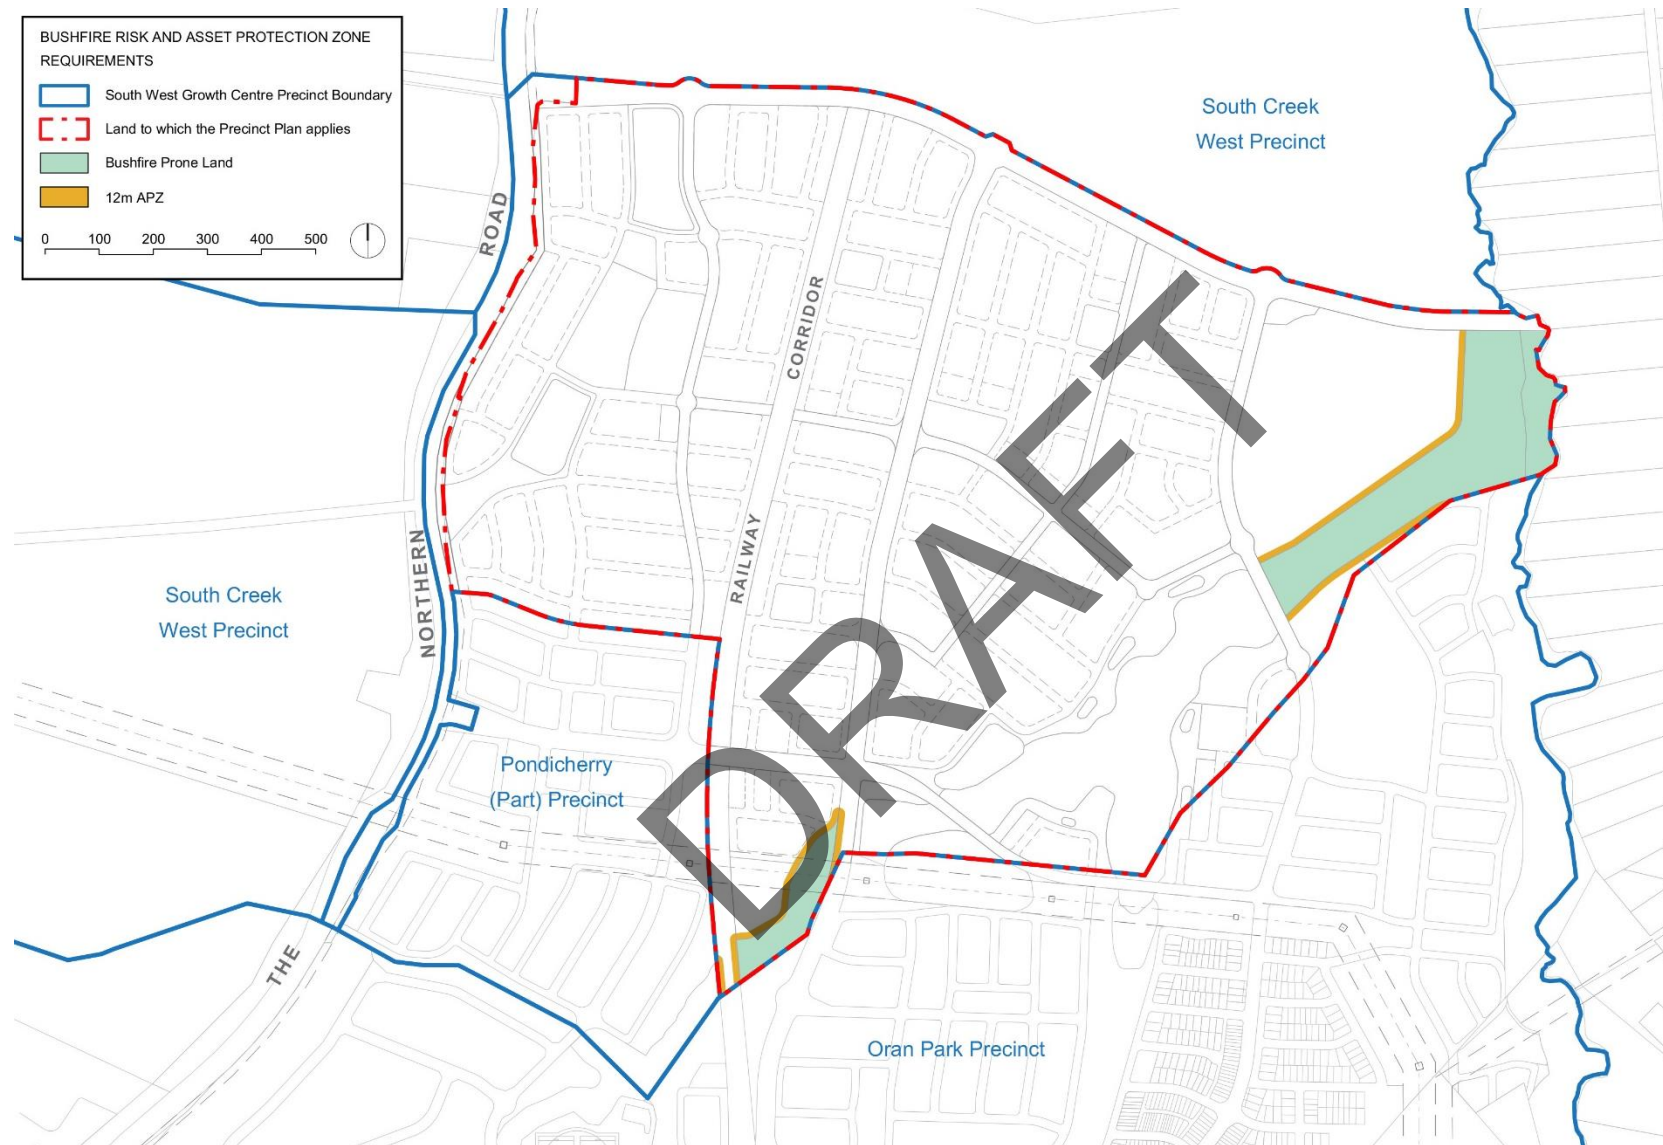 BUSHFIRE RISK AND ASSET PROTECTION ZONE
REQUIREMENTS
South West Growth Centre Precinct Boundary
Land to which the Precinct Plan applies
Bushfire Prone Land
12m APZ
0 100 200 300 400 500
South Creek
West Precinct
ROAD
CORRIDOR
RAILWAY
NORTHERN
South Creek
West Precinct
DRAFT
Pondicherry
(Part) Precinct
THE
Oran Park Precinct